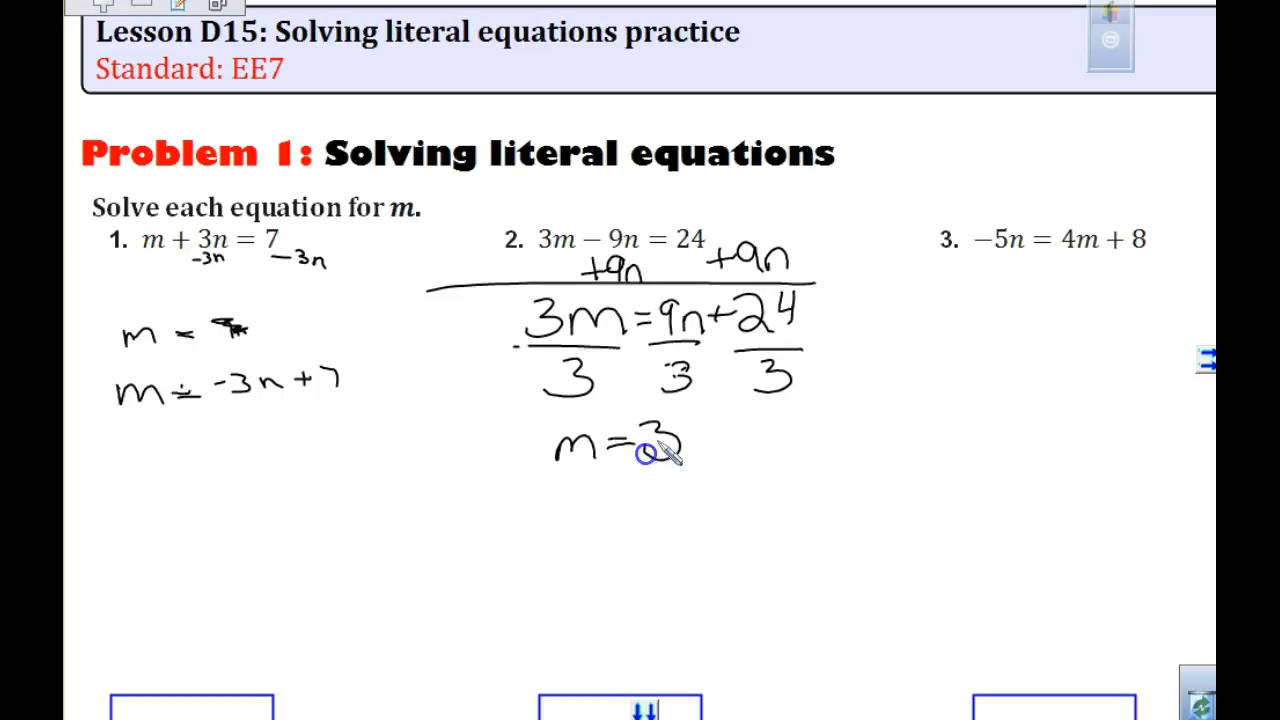 Lesson D15: Solving literal equations practice
Standard: EE7
Problem 1: Solving literal equations
Solve each equation for m.
1. m + 3n = 7
-3n -3n
m =
m = -3n + 7
2. 3m − 9n = 24
+9n +9n
3m = 9n + 24
3 3 3
m = 3
3. −5n = 4m + 8